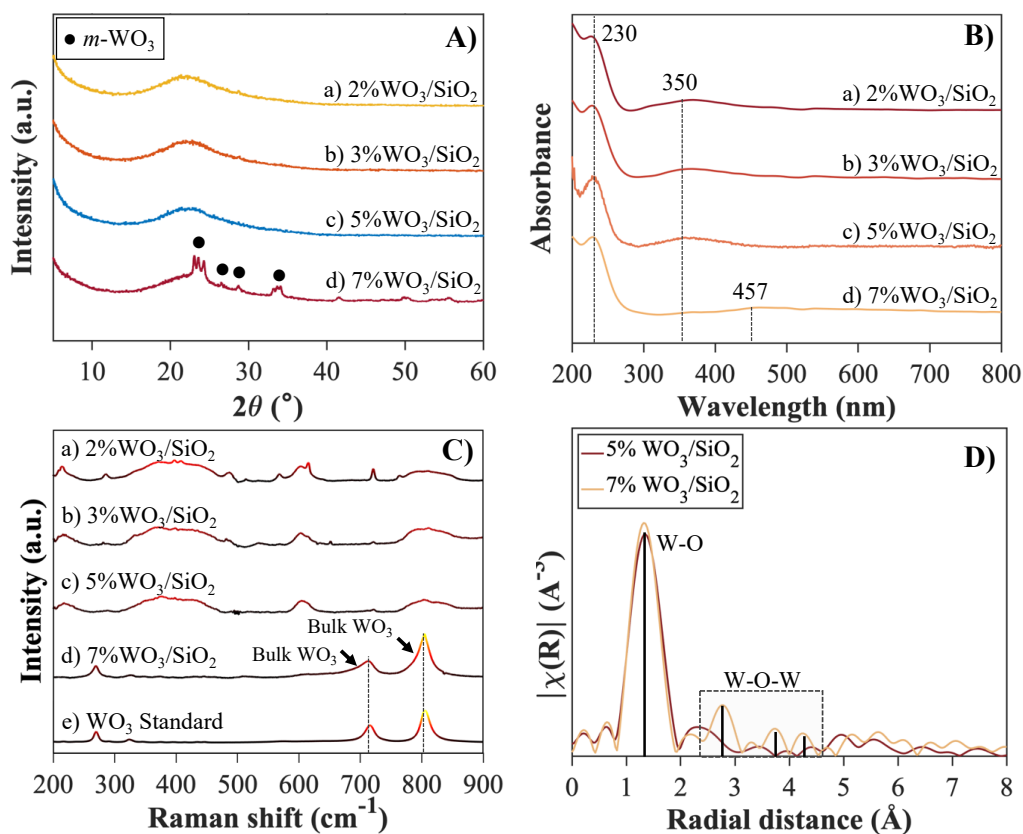 ● m-WO₃
A)
a) 2%WO₃/SiO₂
b) 3%WO₃/SiO₂
c) 5%WO₃/SiO₂
d) 7%WO₃/SiO₂
Intesnsity (a.u.)
10 20 30 40 50 60
2θ (°)
B)
230
350
a) 2%WO₃/SiO₂
b) 3%WO₃/SiO₂
c) 5%WO₃/SiO₂
457
d) 7%WO₃/SiO₂
Absorbance
200 300 400 500 600 700 800
Wavelength (nm)
C)
a) 2%WO₃/SiO₂
b) 3%WO₃/SiO₂
c) 5%WO₃/SiO₂
Bulk WO₃
Bulk WO₃
d) 7%WO₃/SiO₂
e) WO₃ Standard
Intensity (a.u.)
200 300 400 500 600 700 800 900
Raman shift (cm⁻¹)
5% WO₃/SiO₂
7% WO₃/SiO₂
D)
W-O
W-O-W
|χ(R)| (A⁻³)
0 1 2 3 4 5 6 7 8
Radial distance (Å)